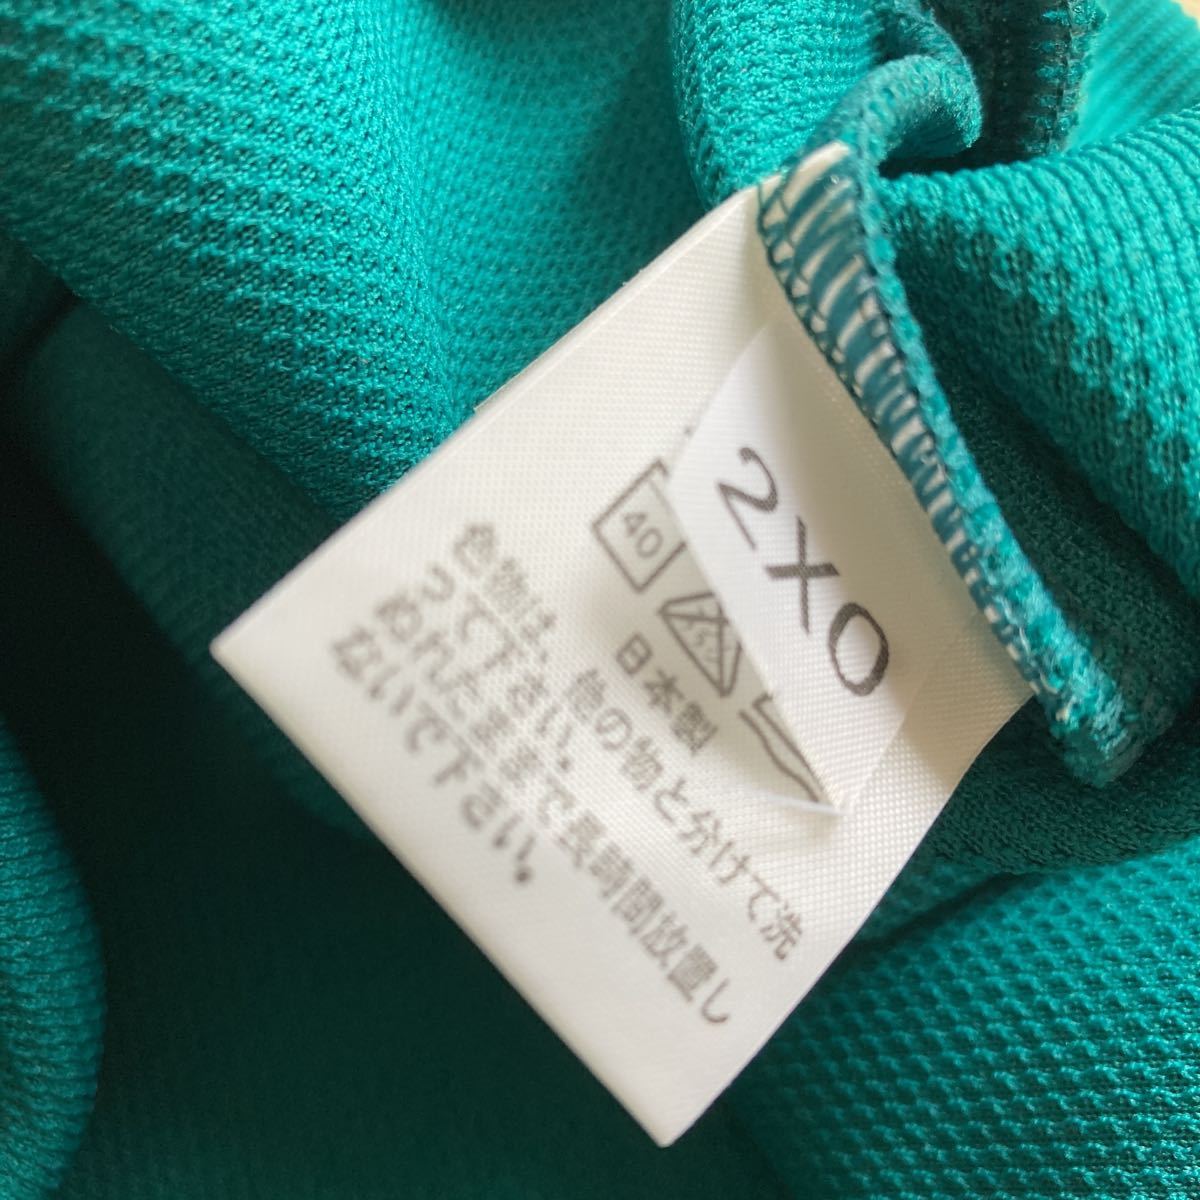 2XO
40
日本製
色物は、他の物と分けて洗
って下さい。
ぬれたままで長時間放置し
ないで下さい。